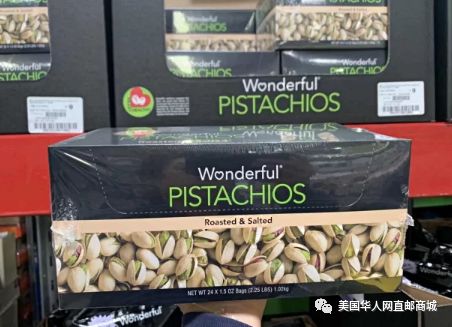 Wonderful®
PISTACHIOS
Wonderful®
PISTACHIOS
Roasted & Salted
NET WT 24 X 1.5 OZ Bags (2.25 LBS) 1.02kg
美国华人网直邮商城